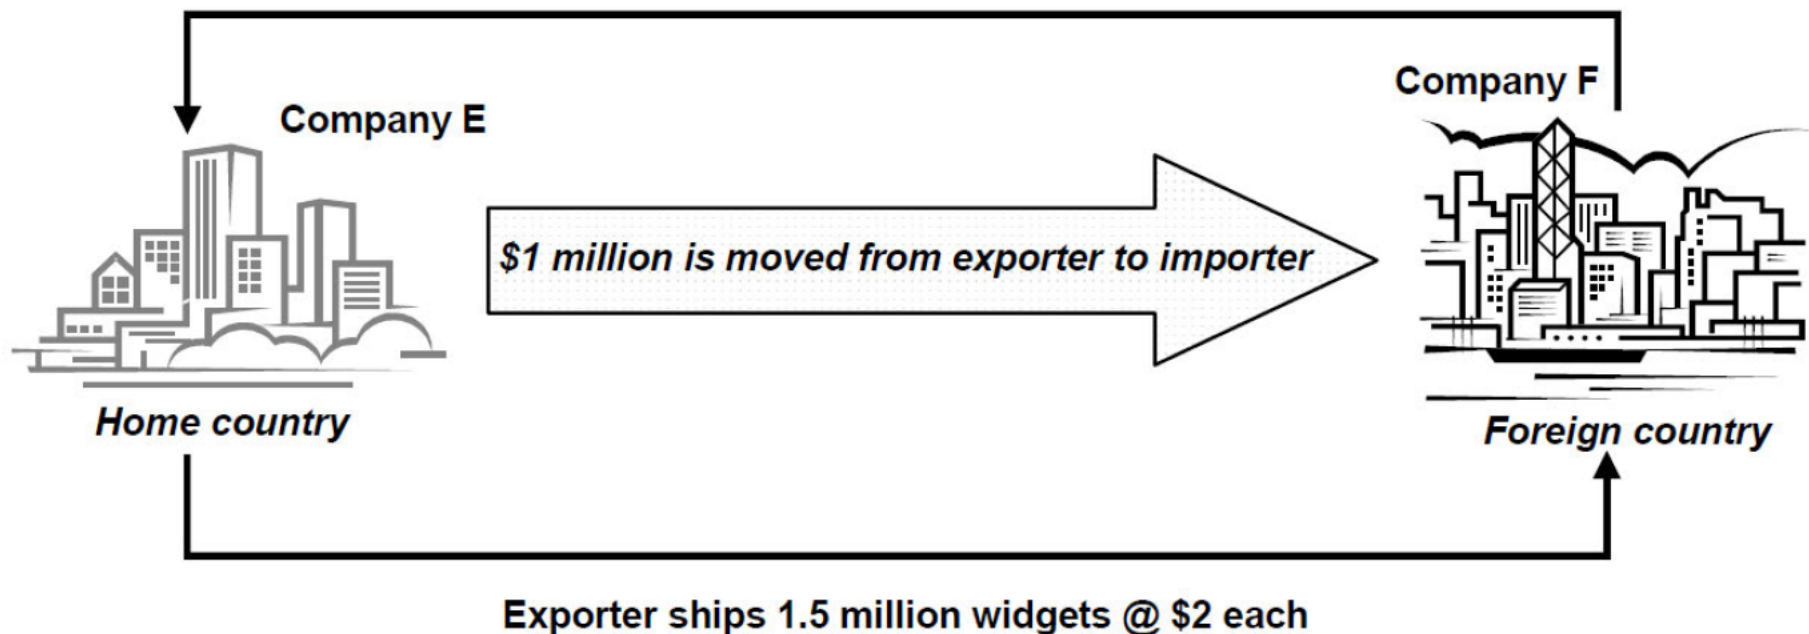 Company F
Company E
$1 million is moved from exporter to importer
Home country
Foreign country
Exporter ships 1.5 million widgets @ $2 each